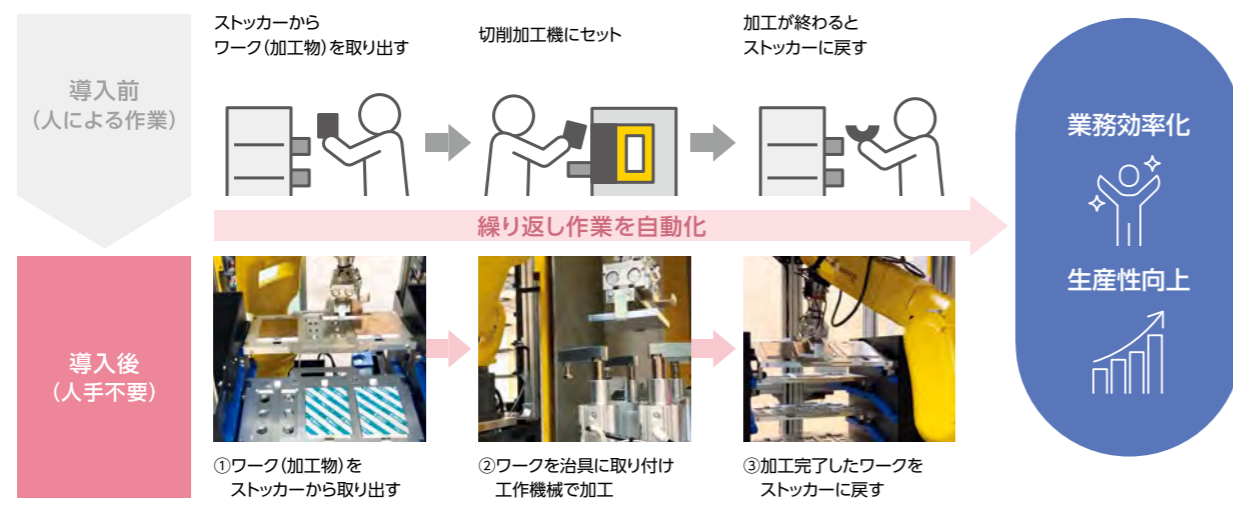 導入前
（人による作業）
ストッカーから
ワーク（加工物）を取り出す
切削加工機にセット
加工が終わると
ストッカーに戻す
繰り返し作業を自動化
導入後
（人手不要）
①ワーク（加工物）を
ストッカーから取り出す
②ワークを治具に取り付け
工作機械で加工
③加工完了したワークを
ストッカーに戻す
業務効率化
生産性向上